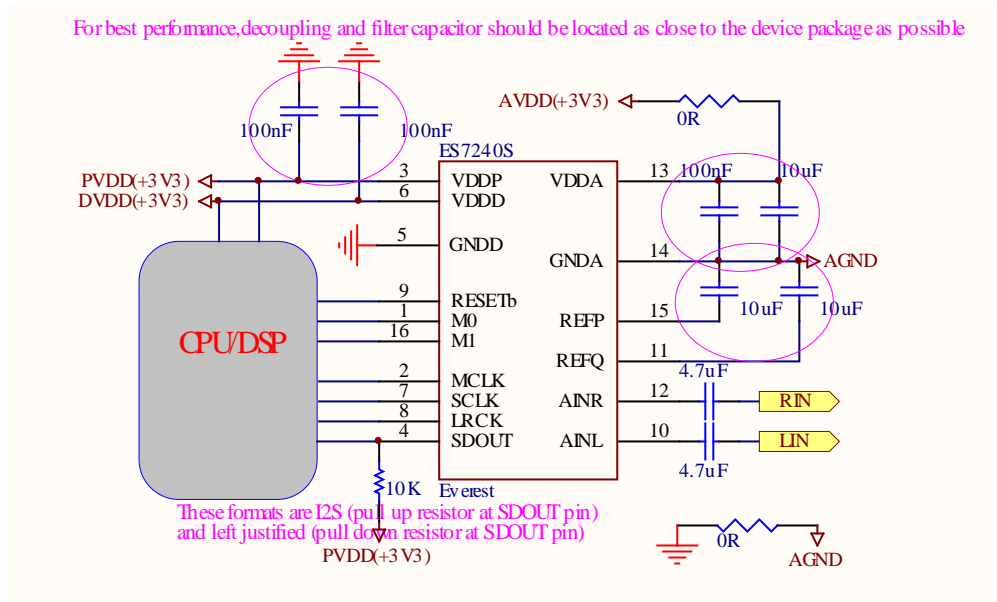 For best performance,decoupling and filter capacitor should be located as close to the device package as possible
AVDD(+3V3)
0R
100nF
100nF
ES7240S
PVDD(+3V3)
3
VDDP
VDDA
13
100nF
10uF
DVDD(+3V3)
6
VDDD
5
GNDD
GNDA
14
AGND
9
RESETb
10uF
10uF
1
M0
REFP
15
16
M1
CPU/DSP
REFQ
11
4.7uF
2
MCLK
7
SCLK
AINR
12
RIN
8
LRCK
4
SDOUT
AINL
10
LIN
4.7uF
10K
Everest
These formats are I2S (pull up resistor at SDOUT pin)
and left justified (pull down resistor at SDOUT pin)
PVDD(+3V3)
0R
AGND